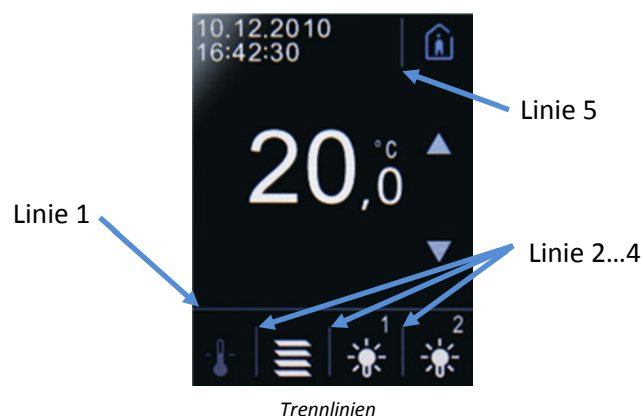 10.12.2010
16:42:30
Linie 5
20,0 °C
Linie 1
Linie 2...4
1
2
Trennlinien